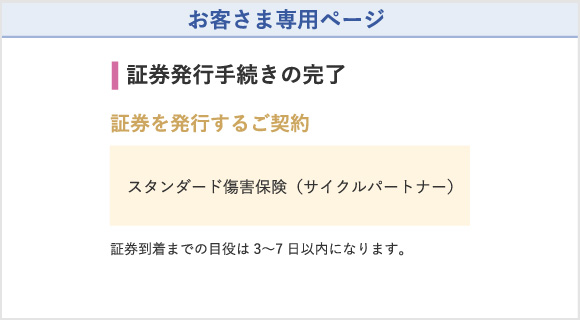 お客さま専用ページ
証券発行手続きの完了
証券を発行するご契約
スタンダード傷害保険（サイクルパートナー）
証券到着までの目役は3〜7日以内になります。